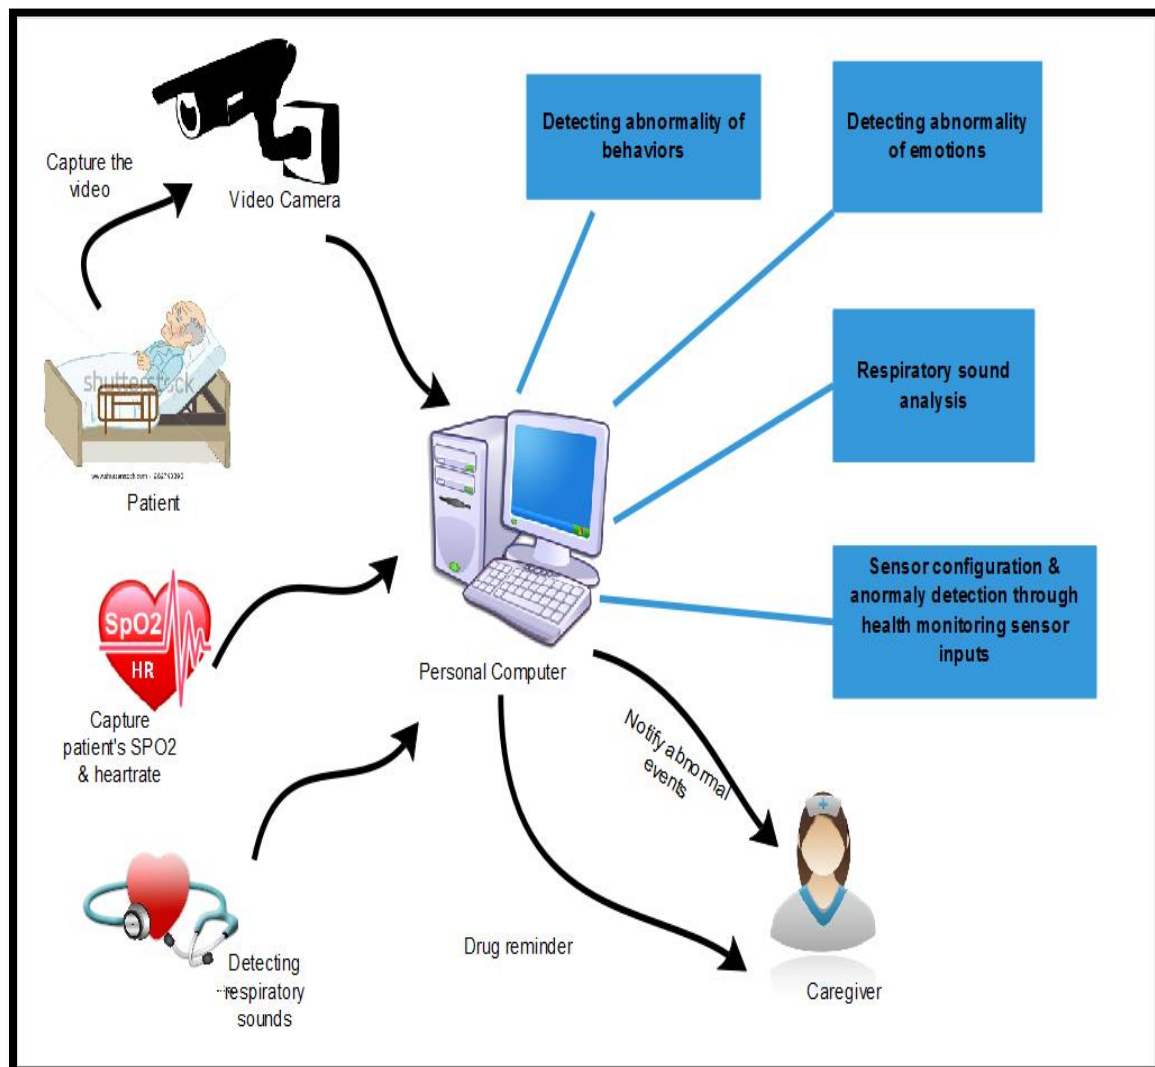 Capture the
video
Video Camera
Detecting abnormality of
behaviors
Detecting abnormality
of emotions
shutterstock
Patient
Respiratory sound
analysis
SpO2
HR
Capture
patient's SPO2
& heartrate
Personal Computer
Sensor configuration &
anormaly detection through
health monitoring sensor
inputs
Notify abnormal
events
Detecting
respiratory
sounds
Drug reminder
Caregiver